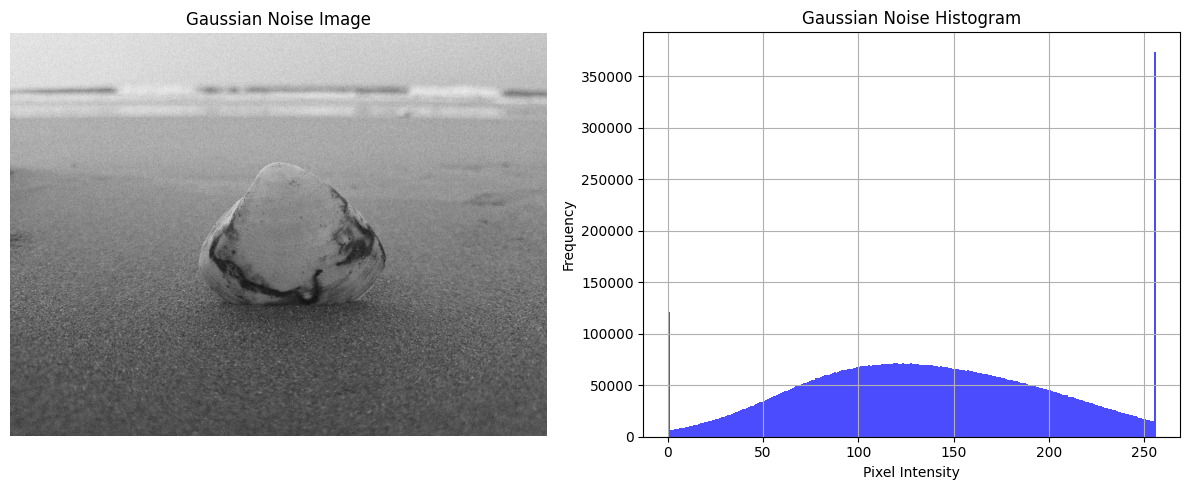 Gaussian Noise Image
Gaussian Noise Histogram
Frequency
350000
300000
250000
200000
150000
100000
50000
0
0 50 100 150 200 250
Pixel Intensity